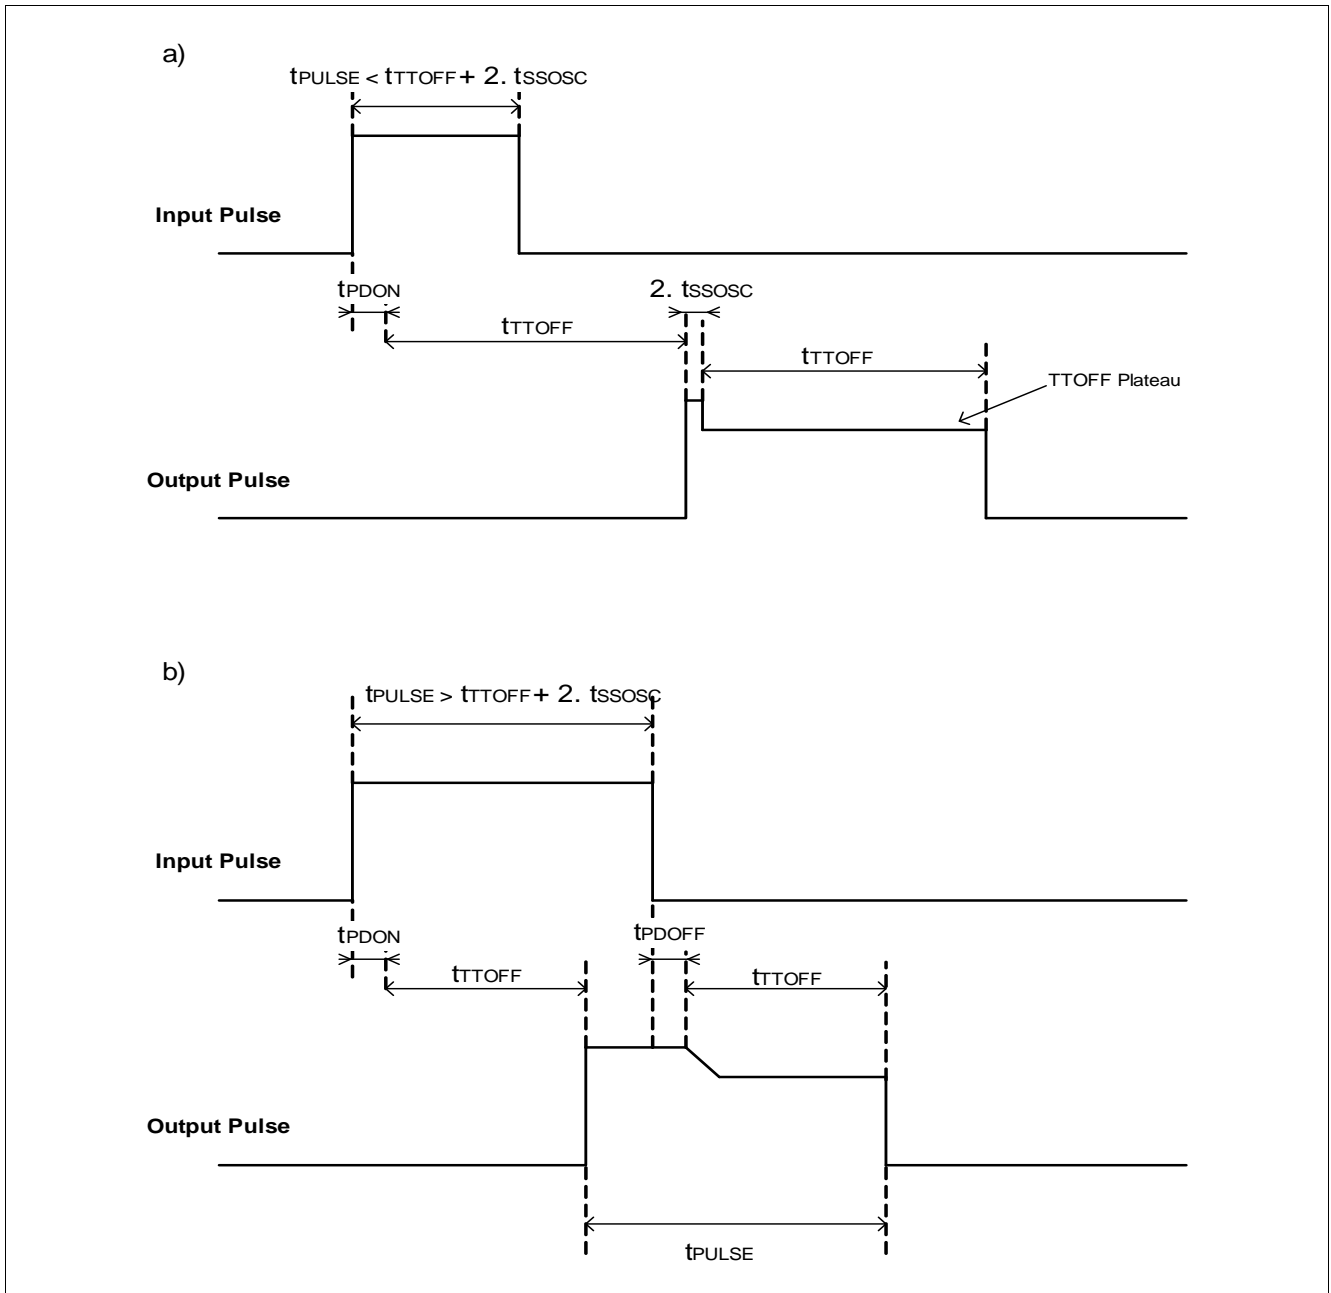 a)
tPULSE < tTTOFF + 2. tSSOSC
Input Pulse
tPDON
2. tSSOSC
tTTOFF
tTTOFF
TTOFF Plateau
Output Pulse
b)
tPULSE > tTTOFF + 2. tSSOSC
Input Pulse
tPDON
tPDOFF
tTTOFF
tTTOFF
Output Pulse
tPULSE